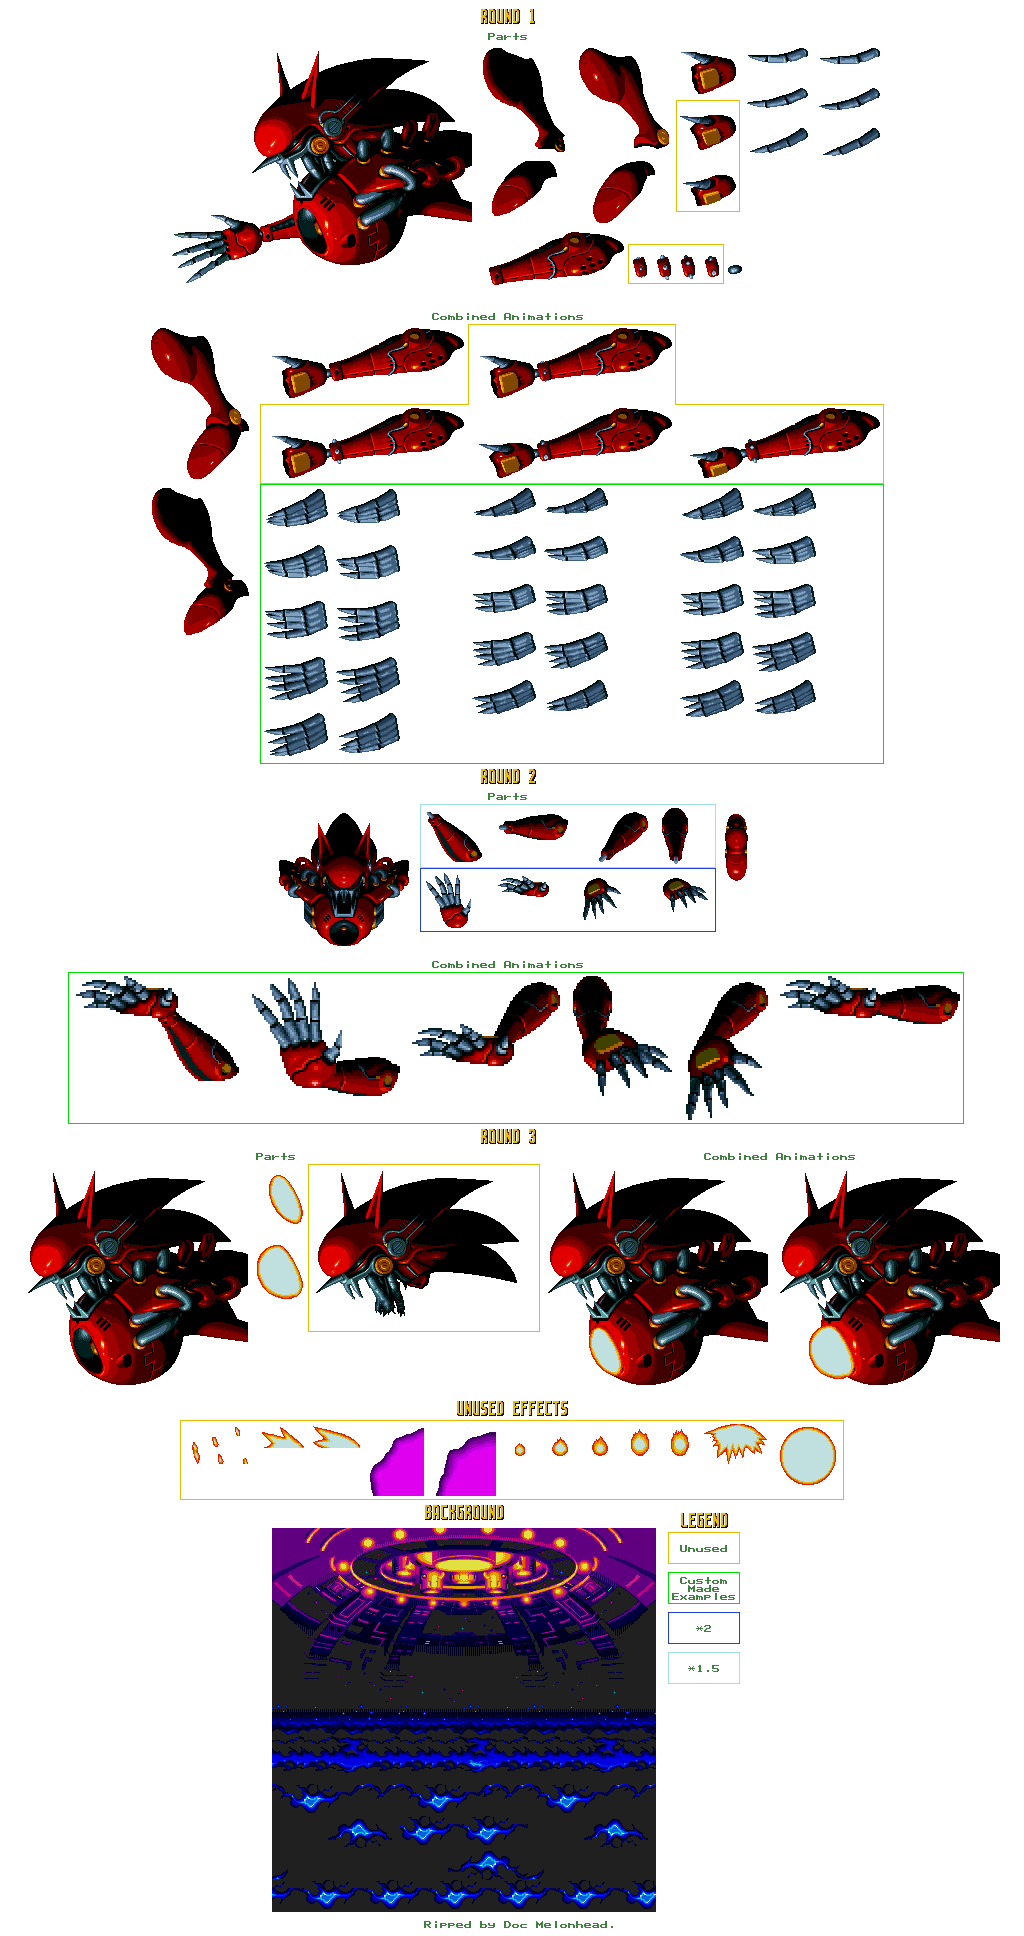 ROUND 1
Parts
Combined Animations
ROUND 2
Parts
Combined Animations
ROUND 3
Parts
Combined Animations
UNUSED EFFECTS
BACKGROUND
LEGEND
Unused
Custom
Made
Examples
*2
*1.5
Ripped by Doc Melonhead.